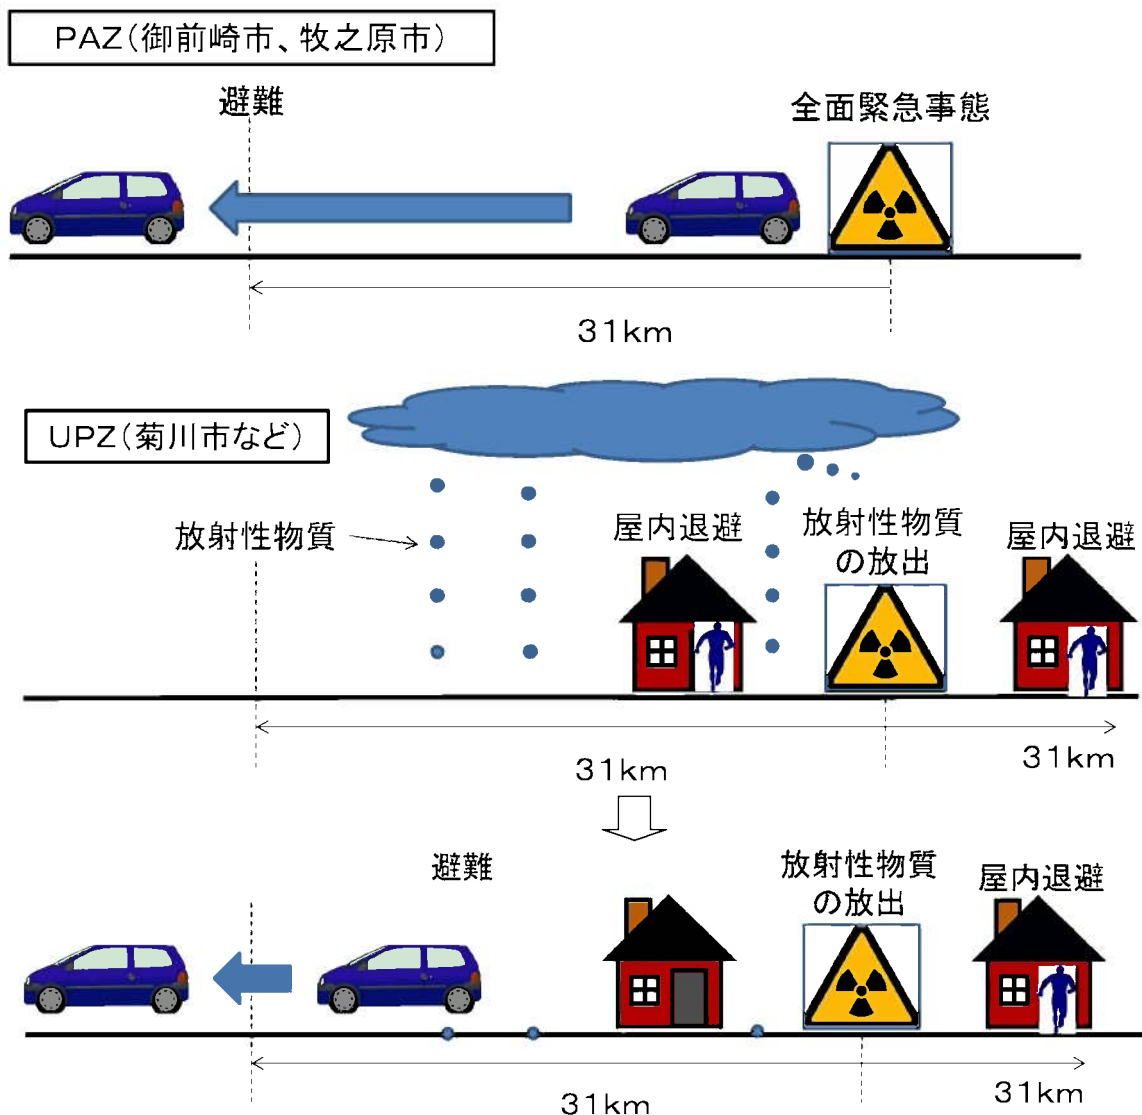 PAZ(御前崎市、牧之原市)
避難
全面緊急事態
31km
UPZ(菊川市など)
放射性物質
屋内退避
放射性物質
の放出
屋内退避
31km
31km
避難
放射性物質
の放出
屋内退避
31km
31km